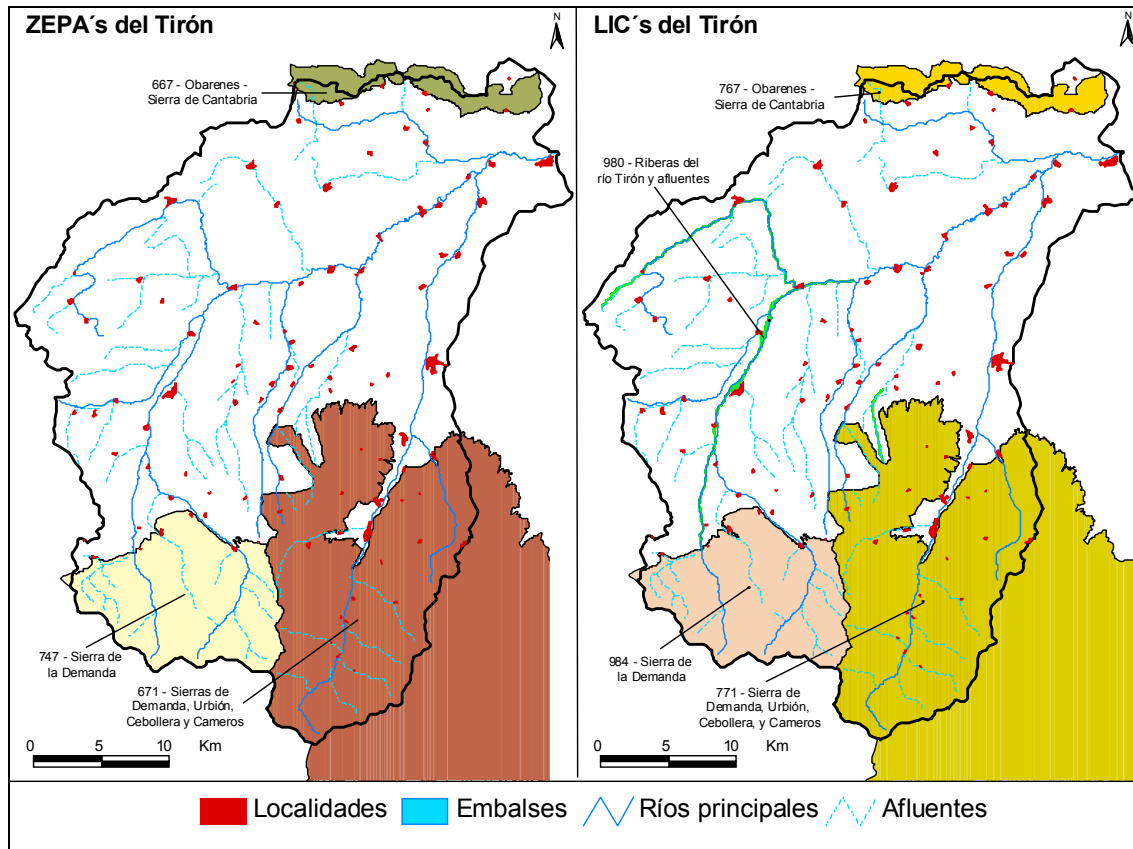 ZEPA´s del Tirón
N
667 - Obarenes -
Sierra de Cantabria
747 - Sierra de
la Demanda
671 - Sierras de
Demanda, Urbión,
Cebollera y Cameros
0 5 10 Km
LIC´s del Tirón
N
767 - Obarenes -
Sierra de Cantabria
980 - Riberas del
río Tirón y afluentes
984 - Sierra de
la Demanda
771 - Sierra de
Demanda, Urbión,
Cebollera, y Cameros
0 5 10 Km
Localidades Embalses Ríos principales Afluentes